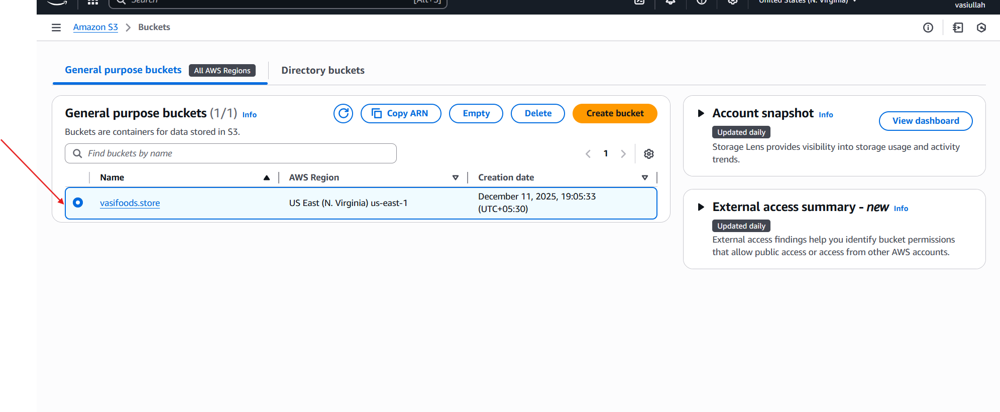 Search
[Alt+S]
United States (N. Virginia)
vasiullah
Amazon S3
Buckets
General purpose buckets
All AWS Regions
Directory buckets
General purpose buckets (1/1) Info
Copy ARN
Empty
Delete
Create bucket
Buckets are containers for data stored in S3.
Find buckets by name
1
Name
AWS Region
Creation date
vasifoods.store
US East (N. Virginia) us-east-1
December 11, 2025, 19:05:33
(UTC+05:30)
Account snapshot Info
View dashboard
Updated daily
Storage Lens provides visibility into storage usage and activity
trends.
External access summary - new Info
Updated daily
External access findings help you identify bucket permissions
that allow public access or access from other AWS accounts.